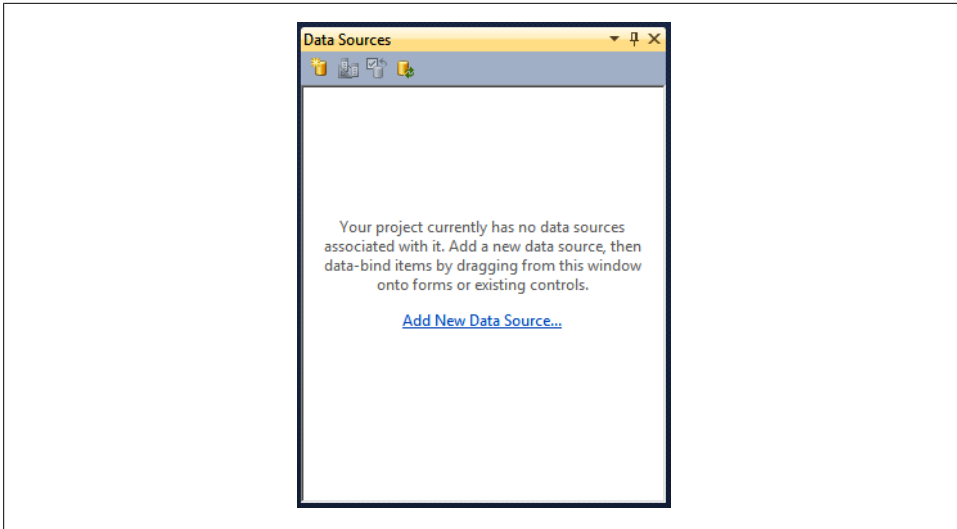 Data Sources
Your project currently has no data sources
associated with it. Add a new data source, then
data-bind items by dragging from this window
onto forms or existing controls.
Add New Data Source...